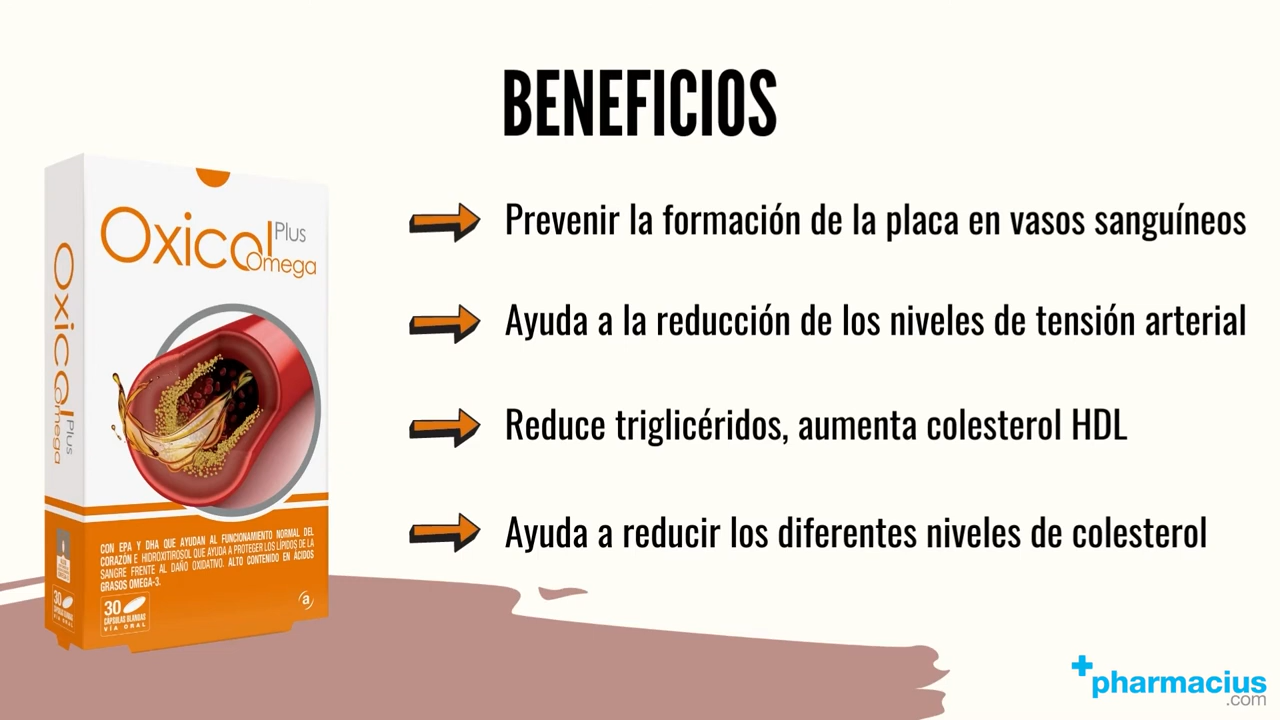 BENEFICIOS
Prevenir la formación de la placa en vasos sanguíneos
Ayuda a la reducción de los niveles de tensión arterial
Reduce triglicéridos, aumenta colesterol HDL
Ayuda a reducir los diferentes niveles de colesterol
Oxicol Plus
omega
Oxicol Plus
omega
CON EPA Y DHA QUE AYUDAN AL FUNCIONAMIENTO NORMAL DEL
CORAZÓN E HIDROXITIROSOL QUE AYUDA A PROTEGER LOS LÍPIDOS DE LA
SANGRE FRENTE AL DAÑO OXIDATIVO. ALTO CONTENIDO EN ÁCIDOS
GRASOS OMEGA-3.
30
CÁPSULAS BLANDAS
VÍA ORAL
a
30
pharmacius
.com